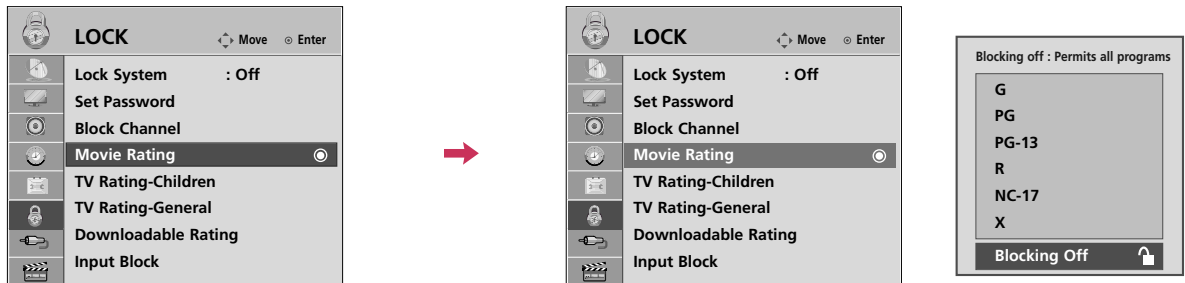 LOCK Move Enter
Lock System : Off
Set Password
Block Channel
Movie Rating
TV Rating-Children
TV Rating-General
Downloadable Rating
Input Block
LOCK Move Enter
Lock System : Off
Set Password
Block Channel
Movie Rating
TV Rating-Children
TV Rating-General
Downloadable Rating
Input Block
Blocking off : Permits all programs
G
PG
PG-13
R
NC-17
X
Blocking Off